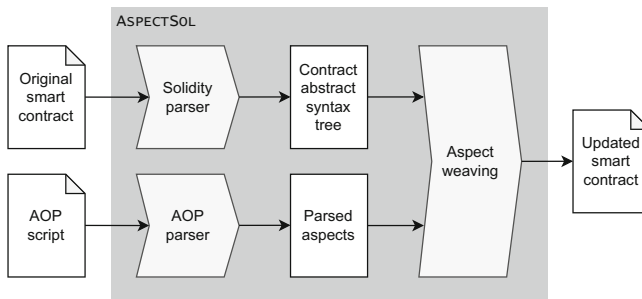 ASPECTSOL
Original
smart
contract
Solidity
parser
Contract
abstract
syntax
tree
Aspect
weaving
Updated
smart
contract
AOP
script
AOP
parser
Parsed
aspects